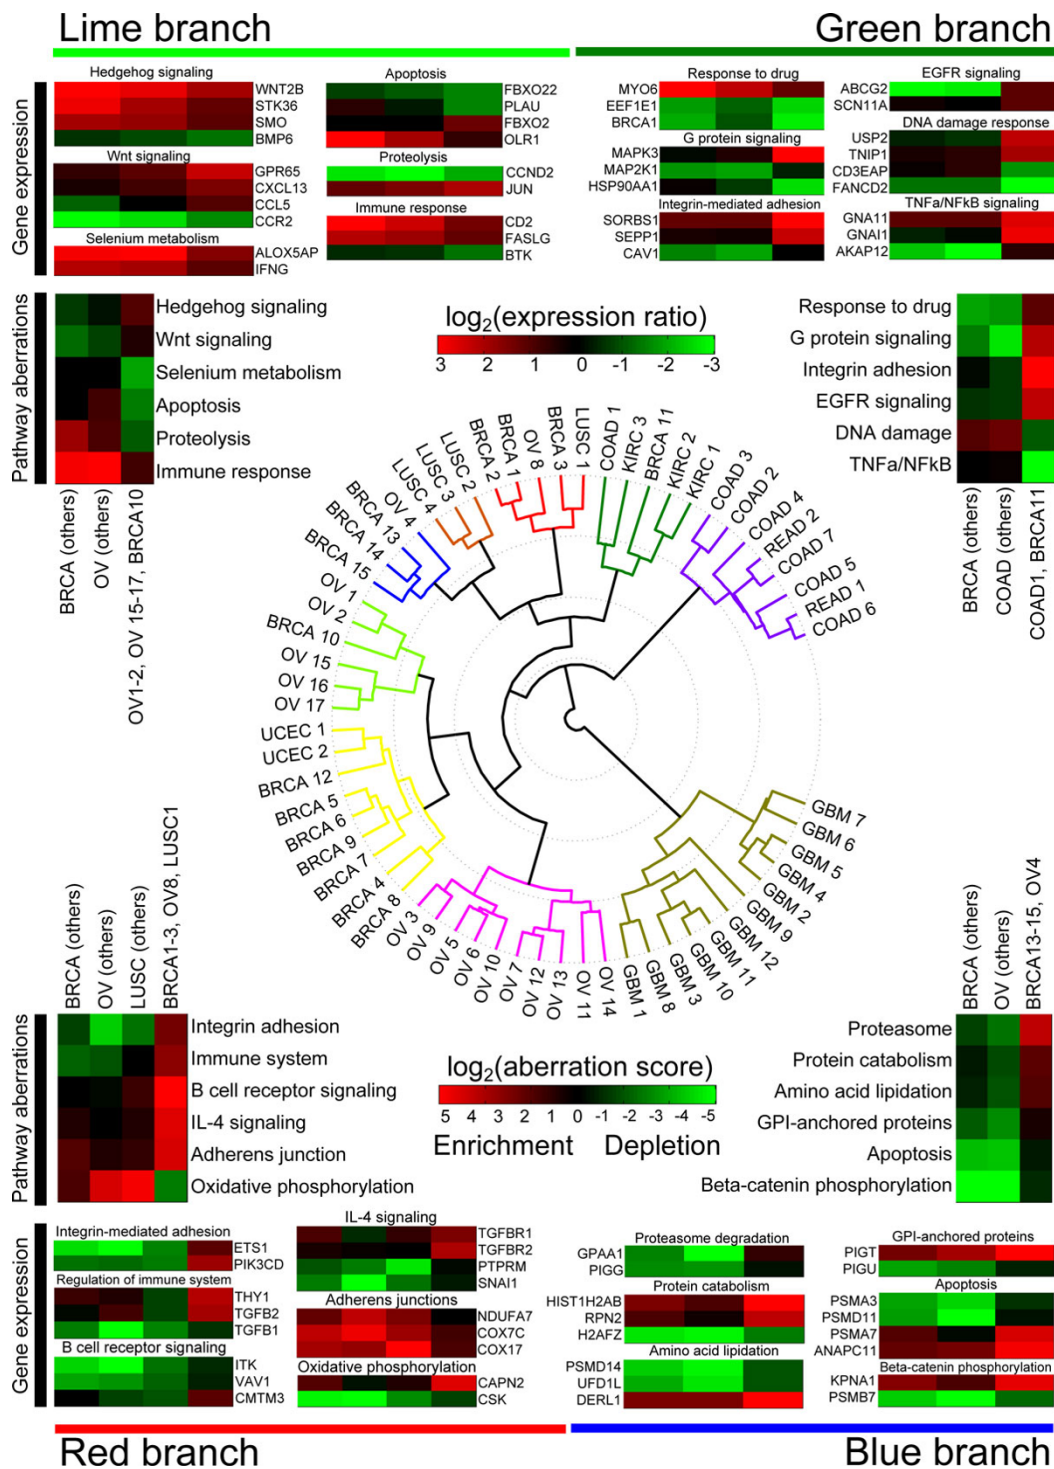 Lime branch
Green branch
Gene expression
Hedgehog signaling
WNT2B
STK36
SMO
BMP6
Wnt signaling
GPR65
CXCL13
CCL5
CCR2
Selenium metabolism
ALOX5AP
IFNG
Apoptosis
FBXO22
PLAU
FBXO2
OLR1
Proteolysis
CCND2
JUN
Immune response
CD2
FASLG
BTK
Response to drug
MYO6
EEF1E1
BRCA1
G protein signaling
MAPK3
MAP2K1
HSP90AA1
Integrin-mediated adhesion
SORBS1
SEPP1
CAV1
EGFR signaling
ABCG2
SCN11A
DNA damage response
USP2
TNIP1
CD3EAP
FANCD2
TNFa/NFkB signaling
GNA11
GNAI1
AKAP12
Pathway aberrations
Hedgehog signaling
Wnt signaling
Selenium metabolism
Apoptosis
Proteolysis
Immune response
BRCA (others)
OV (others)
OV1-2, OV 15-17, BRCA10
log2(expression ratio)
3 2 1 0 -1 -2 -3
Response to drug
G protein signaling
Integrin adhesion
EGFR signaling
DNA damage
TNFa/NFkB
BRCA (others)
COAD (others)
COAD1, BRCA11
UCEC 2
UCEC 1
OV 17
OV 16
OV 15
BRCA 10
OV 2
OV 1
BRCA 15
BRCA 14
BRCA 13
OV 4
LUSC 4
LUSC 3
LUSC 2
BRCA 2
BRCA 1
OV 8
BRCA 3
LUSC 1
COAD 1
KIRC 3
BRCA 11
KIRC 2
KIRC 1
COAD 3
COAD 2
COAD 4
READ 2
COAD 7
COAD 5
READ 1
COAD 6
GBM 7
GBM 6
GBM 5
GBM 4
GBM 2
GBM 9
GBM 12
GBM 11
GBM 10
GBM 3
GBM 8
GBM 1
OV 14
OV 11
OV 13
OV 12
OV 7
OV 10
OV 6
OV 5
OV 9
OV 3
BRCA 8
BRCA 4
BRCA 7
BRCA 9
BRCA 6
BRCA 5
BRCA 12
BRCA (others)
OV (others)
LUSC (others)
BRCA1-3, OV8, LUSC1
Pathway aberrations
Integrin adhesion
Immune system
B cell receptor signaling
IL-4 signaling
Adherens junction
Oxidative phosphorylation
log2(aberration score)
5 4 3 2 1 0 -1 -2 -3 -4 -5
Enrichment Depletion
BRCA (others)
OV (others)
BRCA13-15, OV4
Proteasome
Protein catabolism
Amino acid lipidation
GPI-anchored proteins
Apoptosis
Beta-catenin phosphorylation
Gene expression
Integrin-mediated adhesion
ETS1
PIK3CD
Regulation of immune system
THY1
TGFB2
TGFB1
B cell receptor signaling
ITK
VAV1
CMTM3
IL-4 signaling
TGFBR1
TGFBR2
PTPRM
SNAI1
Adherens junctions
NDUFA7
COX7C
COX17
Oxidative phosphorylation
CAPN2
CSK
Proteasome degradation
GPAA1
PIGG
Protein catabolism
HIST1H2AB
RPN2
H2AFZ
Amino lipidation acid
PSMD14
UFD1L
DERL1
GPI-anchored proteins
PIGT
PIGU
Apoptosis
PSMA3
PSMD11
PSMA7
ANAPC11
Beta-catenin phosphorylation
KPNA1
PSMB7
Red branch
Blue branch